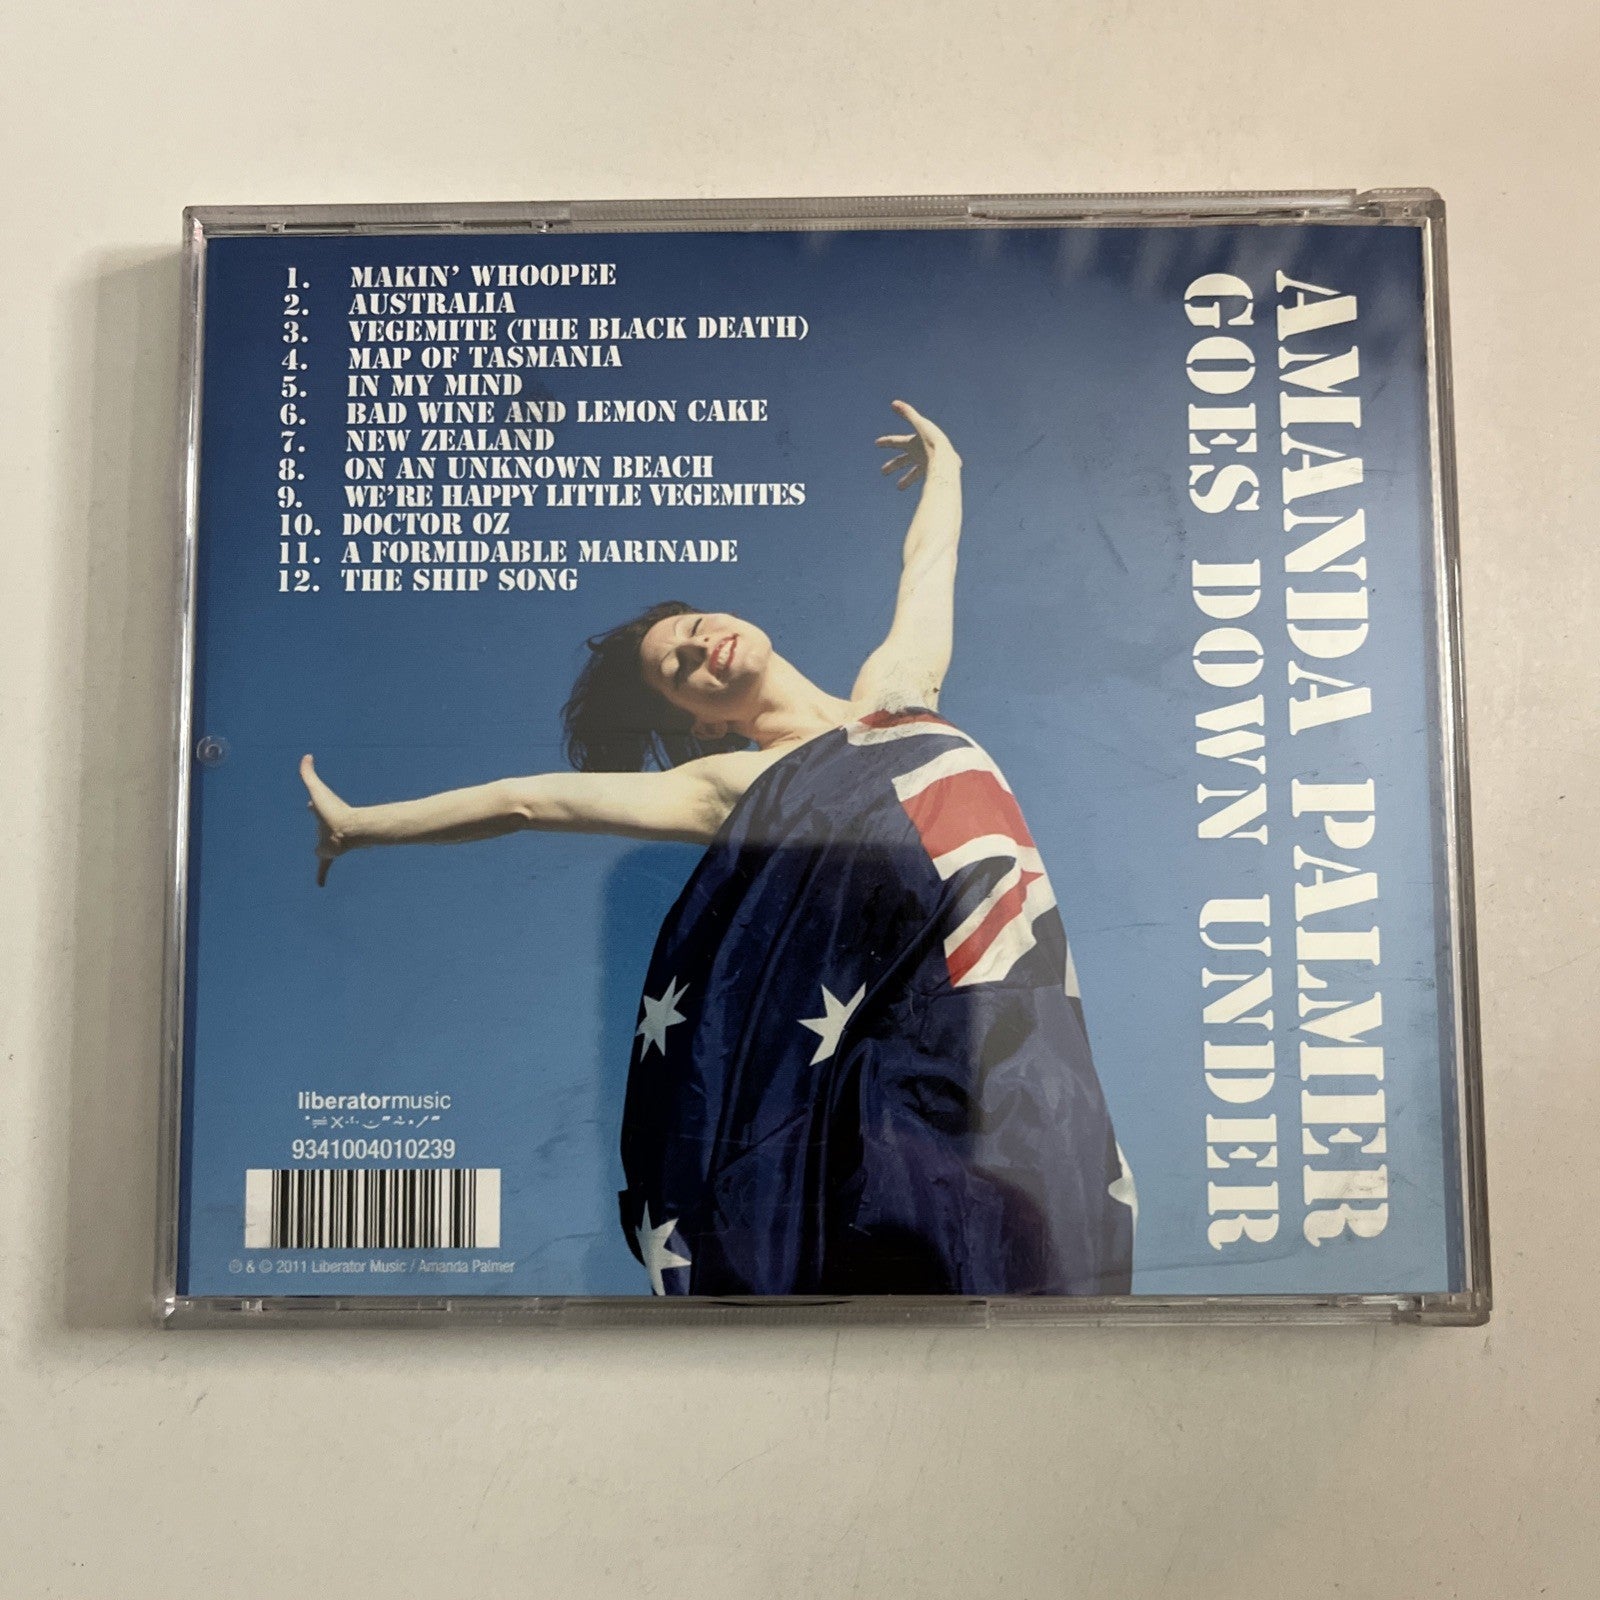 1. MAKIN' WHOOPEE
2. AUSTRALIA
3. VEGEMITE (THE BLACK DEATH)
4. MAP OF TASMANIA
5. IN MY MIND
6. BAD WINE AND LEMON CAKE
7. NEW ZEALAND
8. ON AN UNKNOWN BEACH
9. WE'RE HAPPY LITTLE VEGEMITES
10. DOCTOR OZ
11. A FORMIDABLE MARINADE
12. THE SHIP SONG
AMANDA PALMER
GOES DOWN UNDER
liberatormusic
9341004010239
℗ & © 2011 Liberator Music / Amanda Palmer